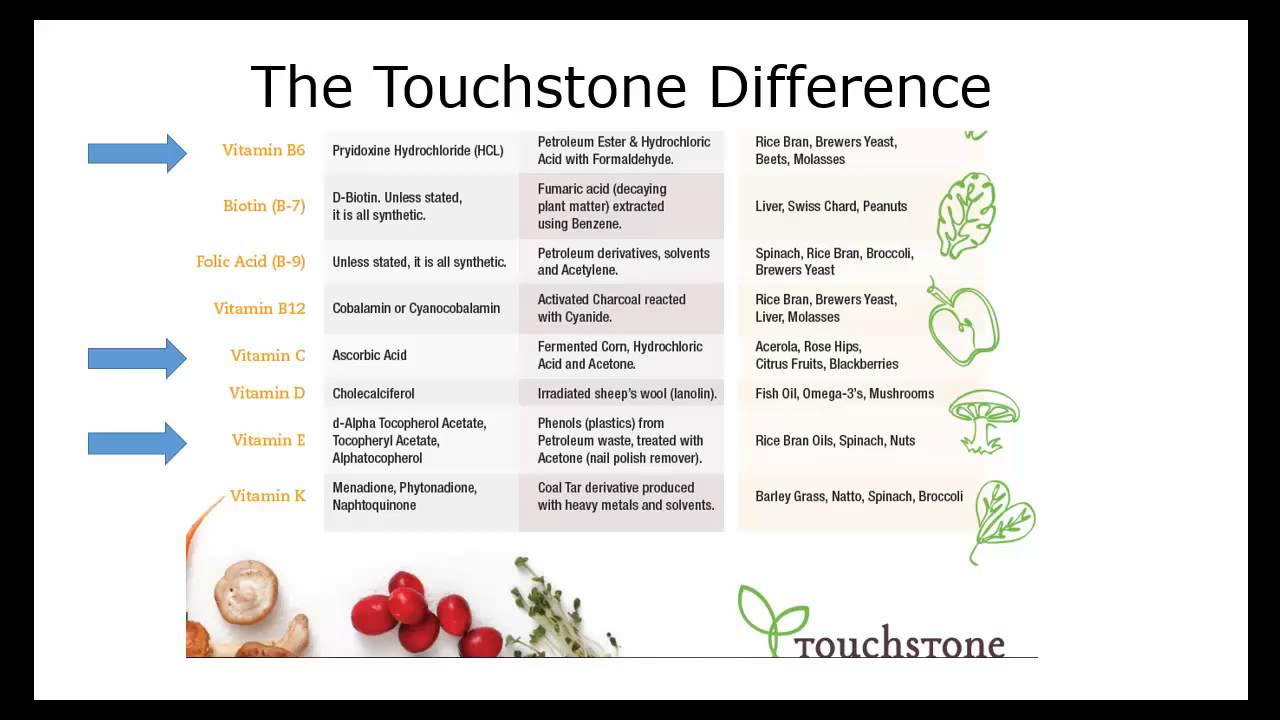 The Touchstone Difference
Vitamin B6
Pryidoxine Hydrochloride (HCL)
Petroleum Ester & Hydrochloric
Acid with Formaldehyde.
Rice Bran, Brewers Yeast,
Beets, Molasses
Biotin (B-7)
D-Biotin. Unless stated,
it is all synthetic.
Fumaric acid (decaying
plant matter) extracted
using Benzene.
Liver, Swiss Chard, Peanuts
Folic Acid (B-9)
Unless stated, it is all synthetic.
Petroleum derivatives, solvents
and Acetylene.
Spinach, Rice Bran, Broccoli,
Brewers Yeast
Vitamin B12
Cobalamin or Cyanocobalamin
Activated Charcoal reacted
with Cyanide.
Rice Bran, Brewers Yeast,
Liver, Molasses
Vitamin C
Ascorbic Acid
Fermented Corn, Hydrochloric
Acid and Acetone.
Acerola, Rose Hips,
Citrus Fruits, Blackberries
Vitamin D
Cholecalciferol
Irradiated sheep's wool (lanolin).
Fish Oil, Omega-3's, Mushrooms
Vitamin E
d-Alpha Tocopherol Acetate,
Tocopheryl Acetate,
Alphatocopherol
Phenols (plastics) from
Petroleum waste, treated with
Acetone (nail polish remover).
Rice Bran Oils, Spinach, Nuts
Vitamin K
Menadione, Phytonadione,
Naphtoquinone
Coal Tar derivative produced
with heavy metals and solvents.
Barley Grass, Natto, Spinach, Broccoli
Touchstone